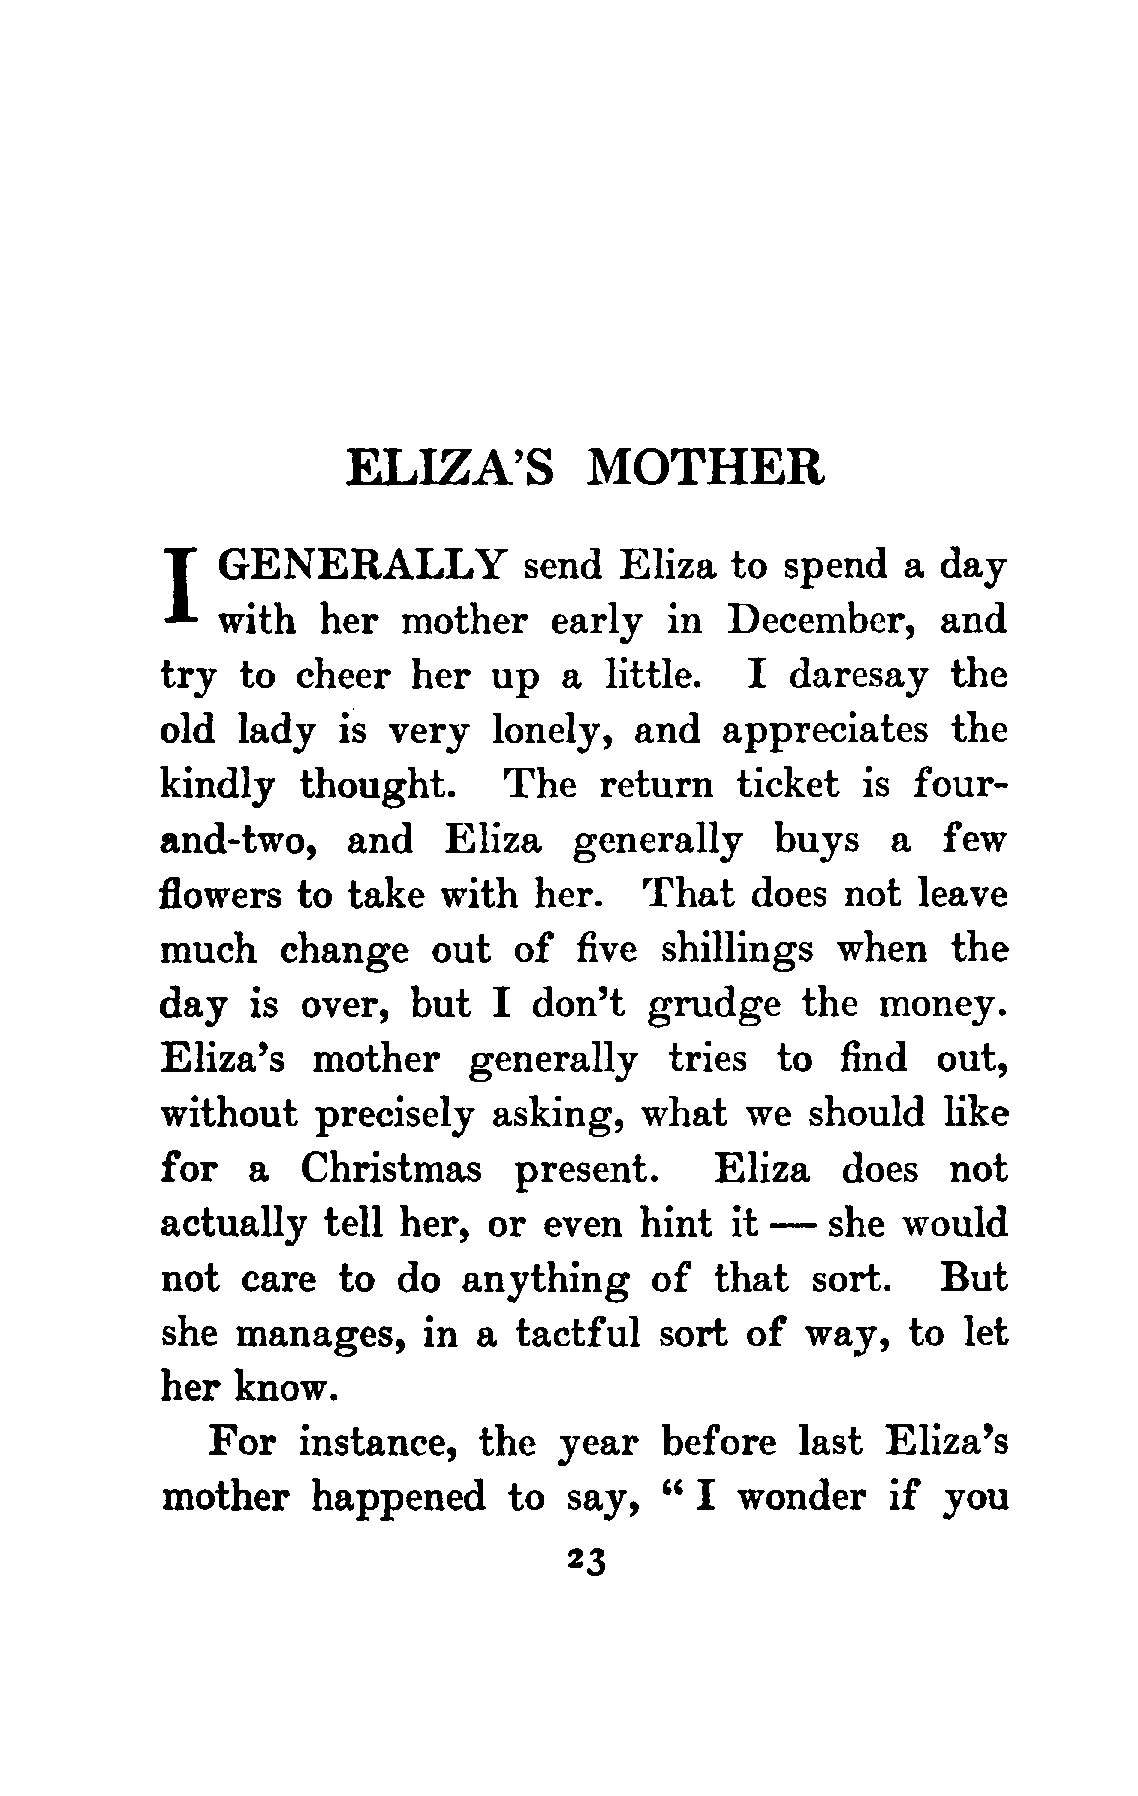 ELIZA'S MOTHER
I GENERALLY send Eliza to spend a day
with her mother early in December, and
try to cheer her up a little. I daresay the
old lady is very lonely, and appreciates the
kindly thought. The return ticket is four-
and-two, and Eliza generally buys a few
flowers to take with her. That does not leave
much change out of five shillings when the
day is over, but I don't grudge the money.
Eliza's mother generally tries to find out,
without precisely asking, what we should like
for a Christmas present. Eliza does not
actually tell her, or even hint it — she would
not care to do anything of that sort. But
she manages, in a tactful sort of way, to let
her know.
For instance, the year before last Eliza's
mother happened to say, “ I wonder if you
23